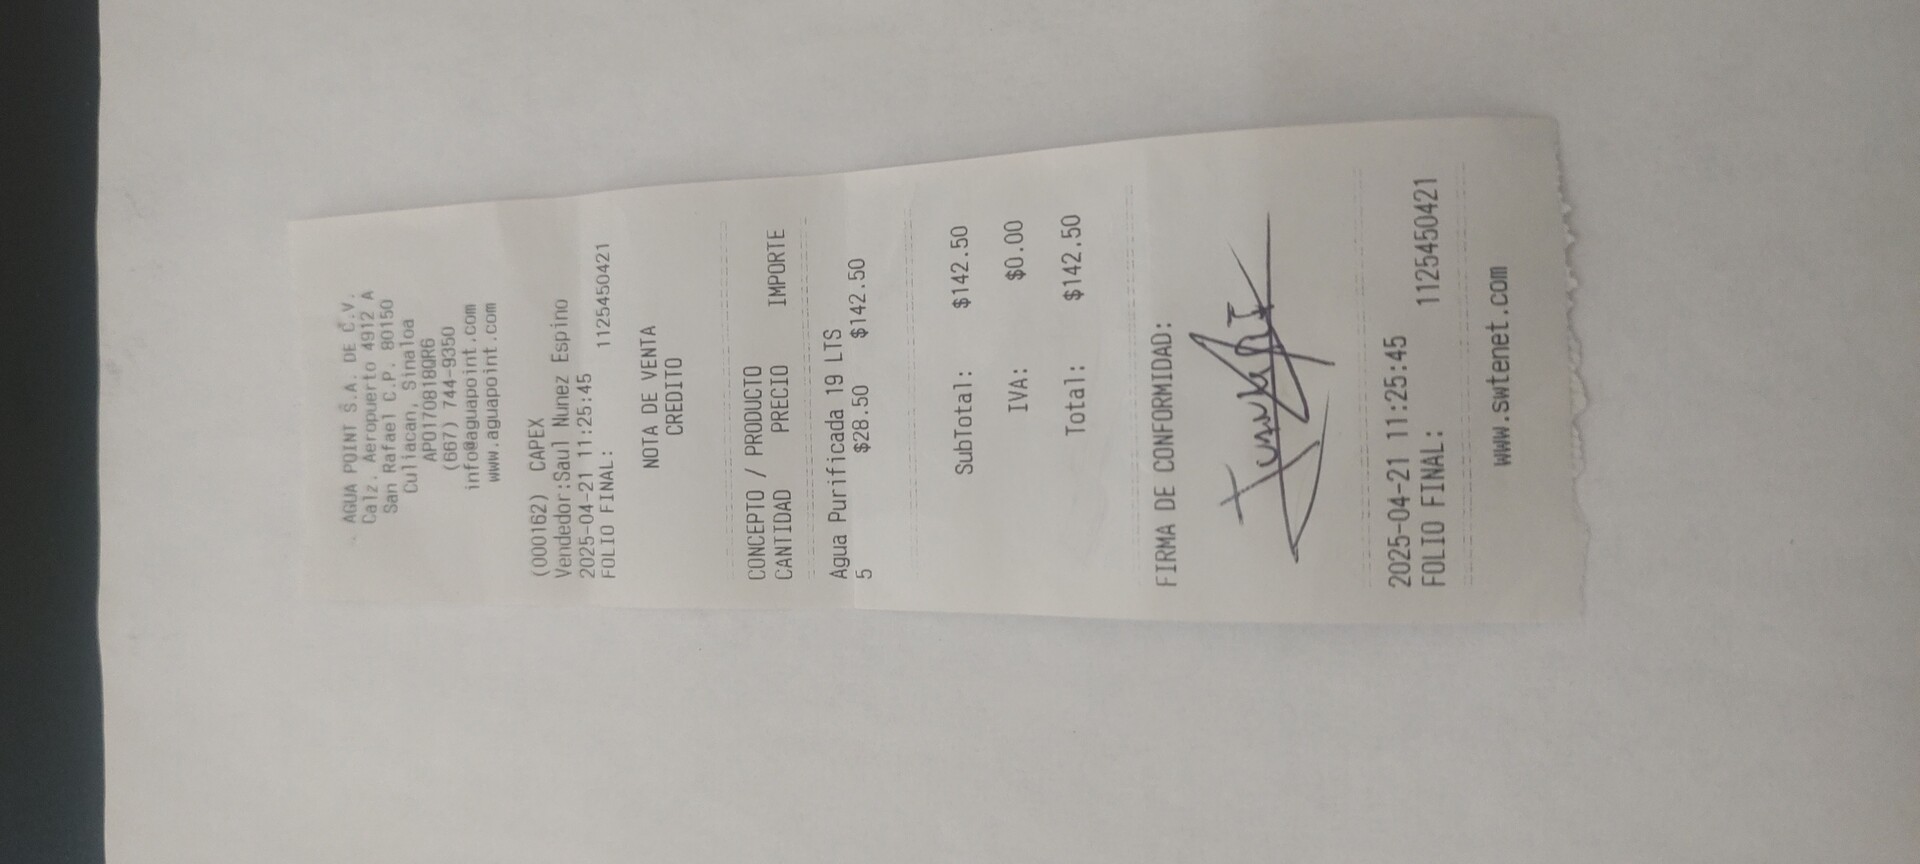 AGUA POINT S.A. DE C.V.
Calz. Aeropuerto 4912 A
San Rafael C.P. 80150
Culiacan, Sinaloa
APO170818QR6
(667) 744-9350
info@aguapoint.com
www.aguapoint.com
(000162) CAPEX
Vendedor:Saul Nunez Espino
2025-04-21 11:25:45
FOLIO FINAL: 1125450421
NOTA DE VENTA
CREDITO
CONCEPTO / PRODUCTO
CANTIDAD PRECIO IMPORTE
Agua Purificada 19 LTS
5 $28.50 $142.50
SubTotal: $142.50
IVA: $0.00
Total: $142.50
FIRMA DE CONFORMIDAD:
2025-04-21 11:25:45
FOLIO FINAL: 1125450421
www.swtenet.com